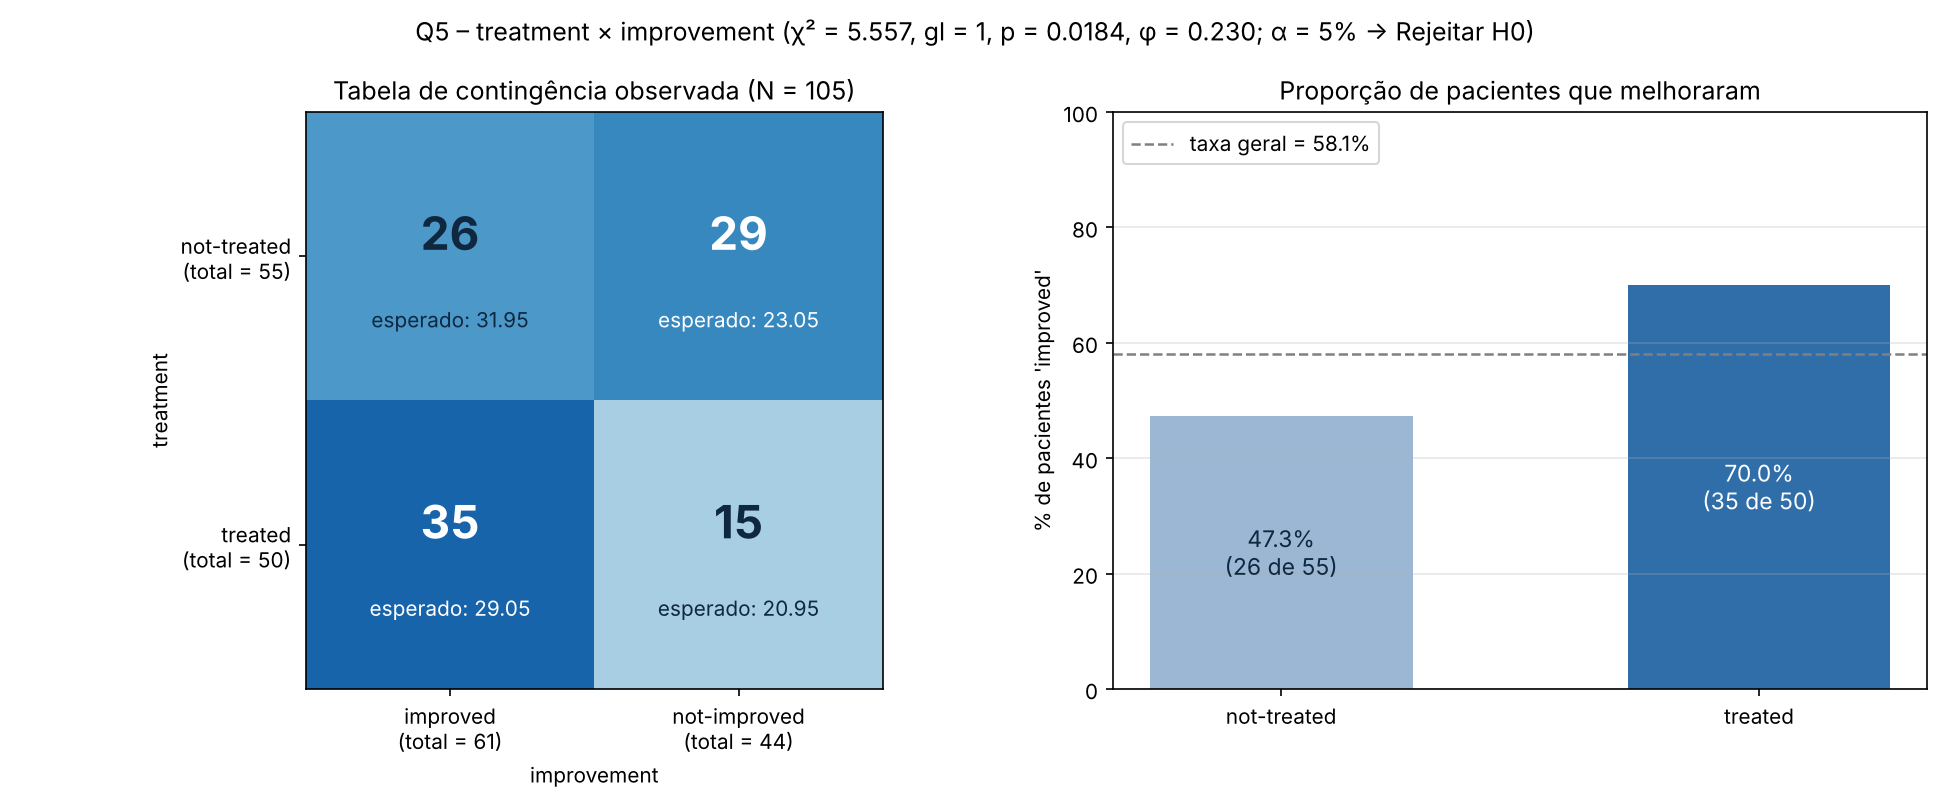 Q5 – treatment × improvement (χ² = 5.557, gl = 1, p = 0.0184, φ = 0.230; α = 5% → Rejeitar H0)
Tabela de contingência observada (N = 105)
treatment
not-treated
(total = 55)
26
esperado: 31.95
29
esperado: 23.05
treated
(total = 50)
35
esperado: 29.05
15
esperado: 20.95
improved
(total = 61)
not-improved
(total = 44)
improvement
Proporção de pacientes que melhoraram
% de pacientes 'improved'
100
80
60
40
20
0
taxa geral = 58.1%
47.3%
(26 de 55)
70.0%
(35 de 50)
not-treated
treated